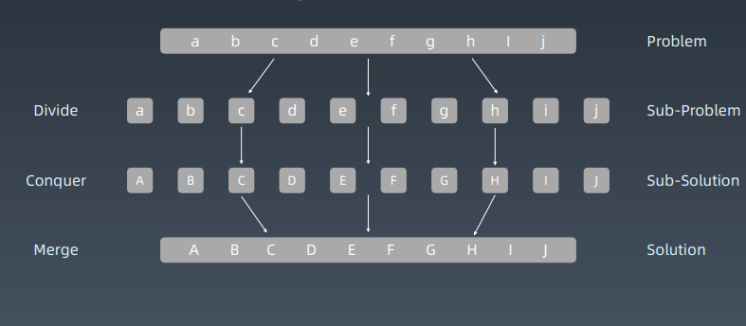 a b c d e f g h I j Problem
Divide a b c d e f g h i j Sub-Problem
Conquer A B C D E F G H I J Sub-Solution
Merge A B C D E F G H I J Solution